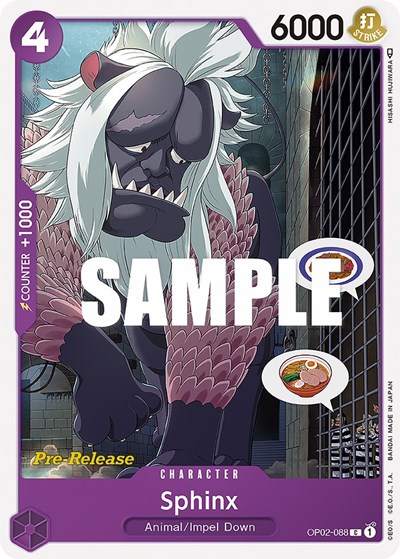 4
6000
打
STRIKE
HISASHI HUJIWARA
COUNTER +1000
SAMPLE
Pre-Release
CHARACTER
Sphinx
Animal/Impel Down
OP02-088 C 1
©E.O/S. ©E.O./S., T.A. BANDAI MADE IN JAPAN